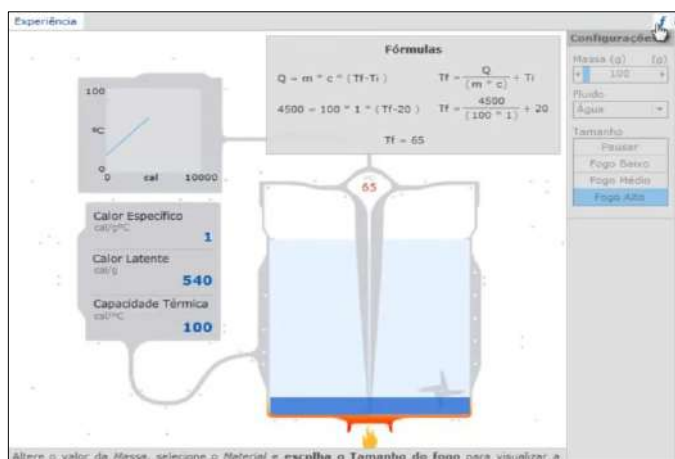 Experiência
Fórmulas
Q = m * c * (Tf-Ti)
Tf = Q / (m * c) + Ti
4500 = 100 * 1 * (Tf-20)
Tf = 4500 / (100 * 1) + 20
Tf = 65
Configurações
Massa (g) (g)
100
Fluido
Água
Tamanho
Pausar
Fogo Baixo
Fogo Médio
Fogo Alto
100
ºC
0
0 cal 10000
65
Calor Específico
cal/gºC
1
Calor Latente
cal/g
540
Capacidade Térmica
cal/ºC
100
Altere o valor da Massa, selecione o Material e escolha o Tamanho do fogo para visualizar a